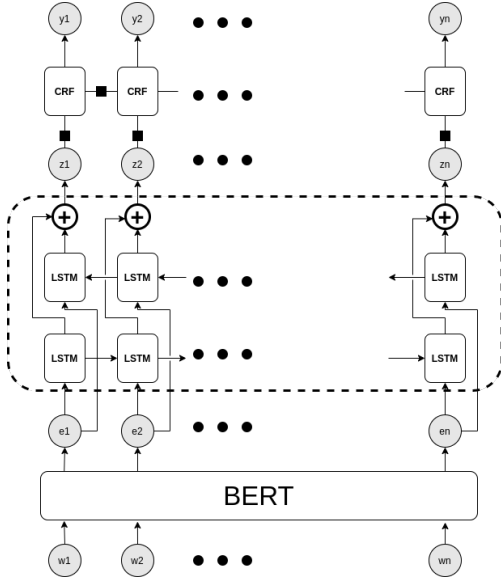 y1 y2 yn
CRF CRF CRF
z1 z2 zn
+ + +
LSTM LSTM LSTM
LSTM LSTM LSTM
e1 e2 en
BERT
w1 w2 wn